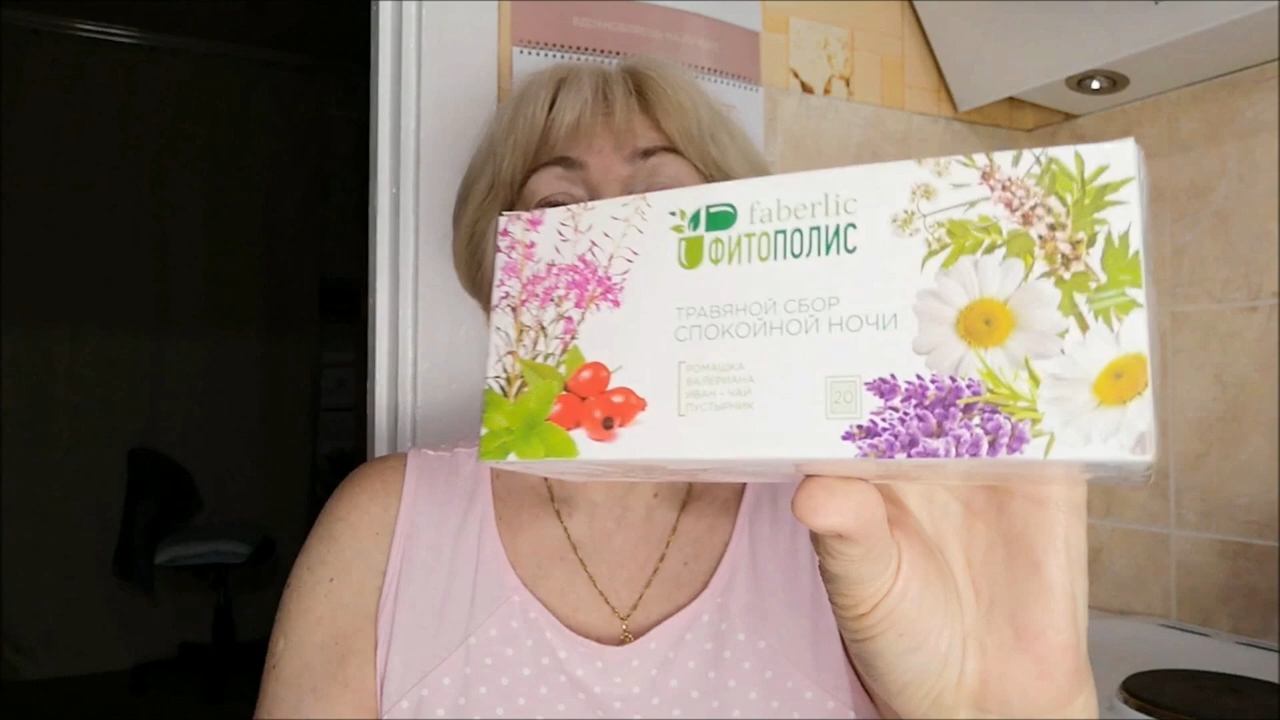 faberlic
ФИТОПОЛИС
ТРАВЯНОЙ СБОР
СПОКОЙНОЙ НОЧИ
РОМАШКА
ВАЛЕРИАНА
ИВАН - ЧАЙ
ПУСТЫРНИК
20